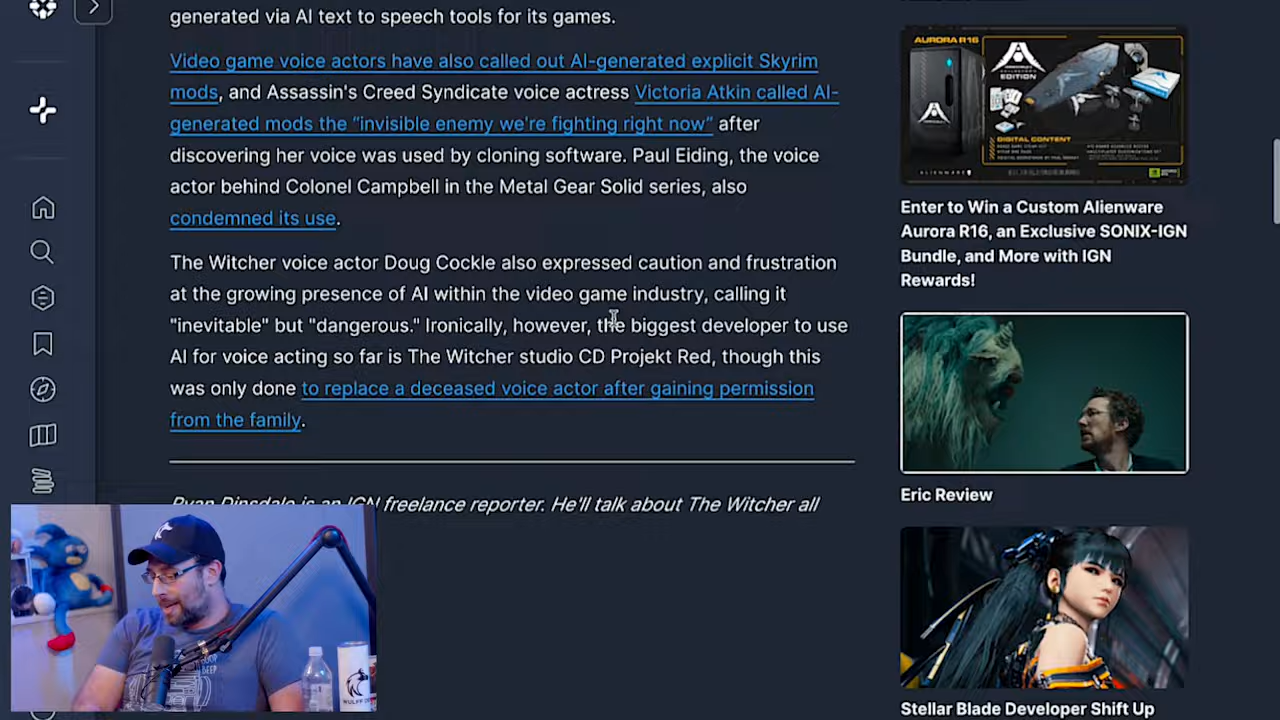 generated via AI text to speech tools for its games.
Video game voice actors have also called out AI-generated explicit Skyrim
mods, and Assassin's Creed Syndicate voice actress Victoria Atkin called AI-
generated mods the “invisible enemy we're fighting right now” after
discovering her voice was used by cloning software. Paul Eiding, the voice
actor behind Colonel Campbell in the Metal Gear Solid series, also
condemned its use.
The Witcher voice actor Doug Cockle also expressed caution and frustration
at the growing presence of AI within the video game industry, calling it
"inevitable" but "dangerous." Ironically, however, the biggest developer to use
AI for voice acting so far is The Witcher studio CD Projekt Red, though this
was only done to replace a deceased voice actor after gaining permission
from the family.
Ryan Dinsdale is an IGN freelance reporter. He'll talk about The Witcher all
AURORA R16
EDITION
DIGITAL CONTENT
ALIENWARE
Enter to Win a Custom Alienware
Aurora R16, an Exclusive SONIX-IGN
Bundle, and More with IGN
Rewards!
Eric Review
Stellar Blade Developer Shift Up